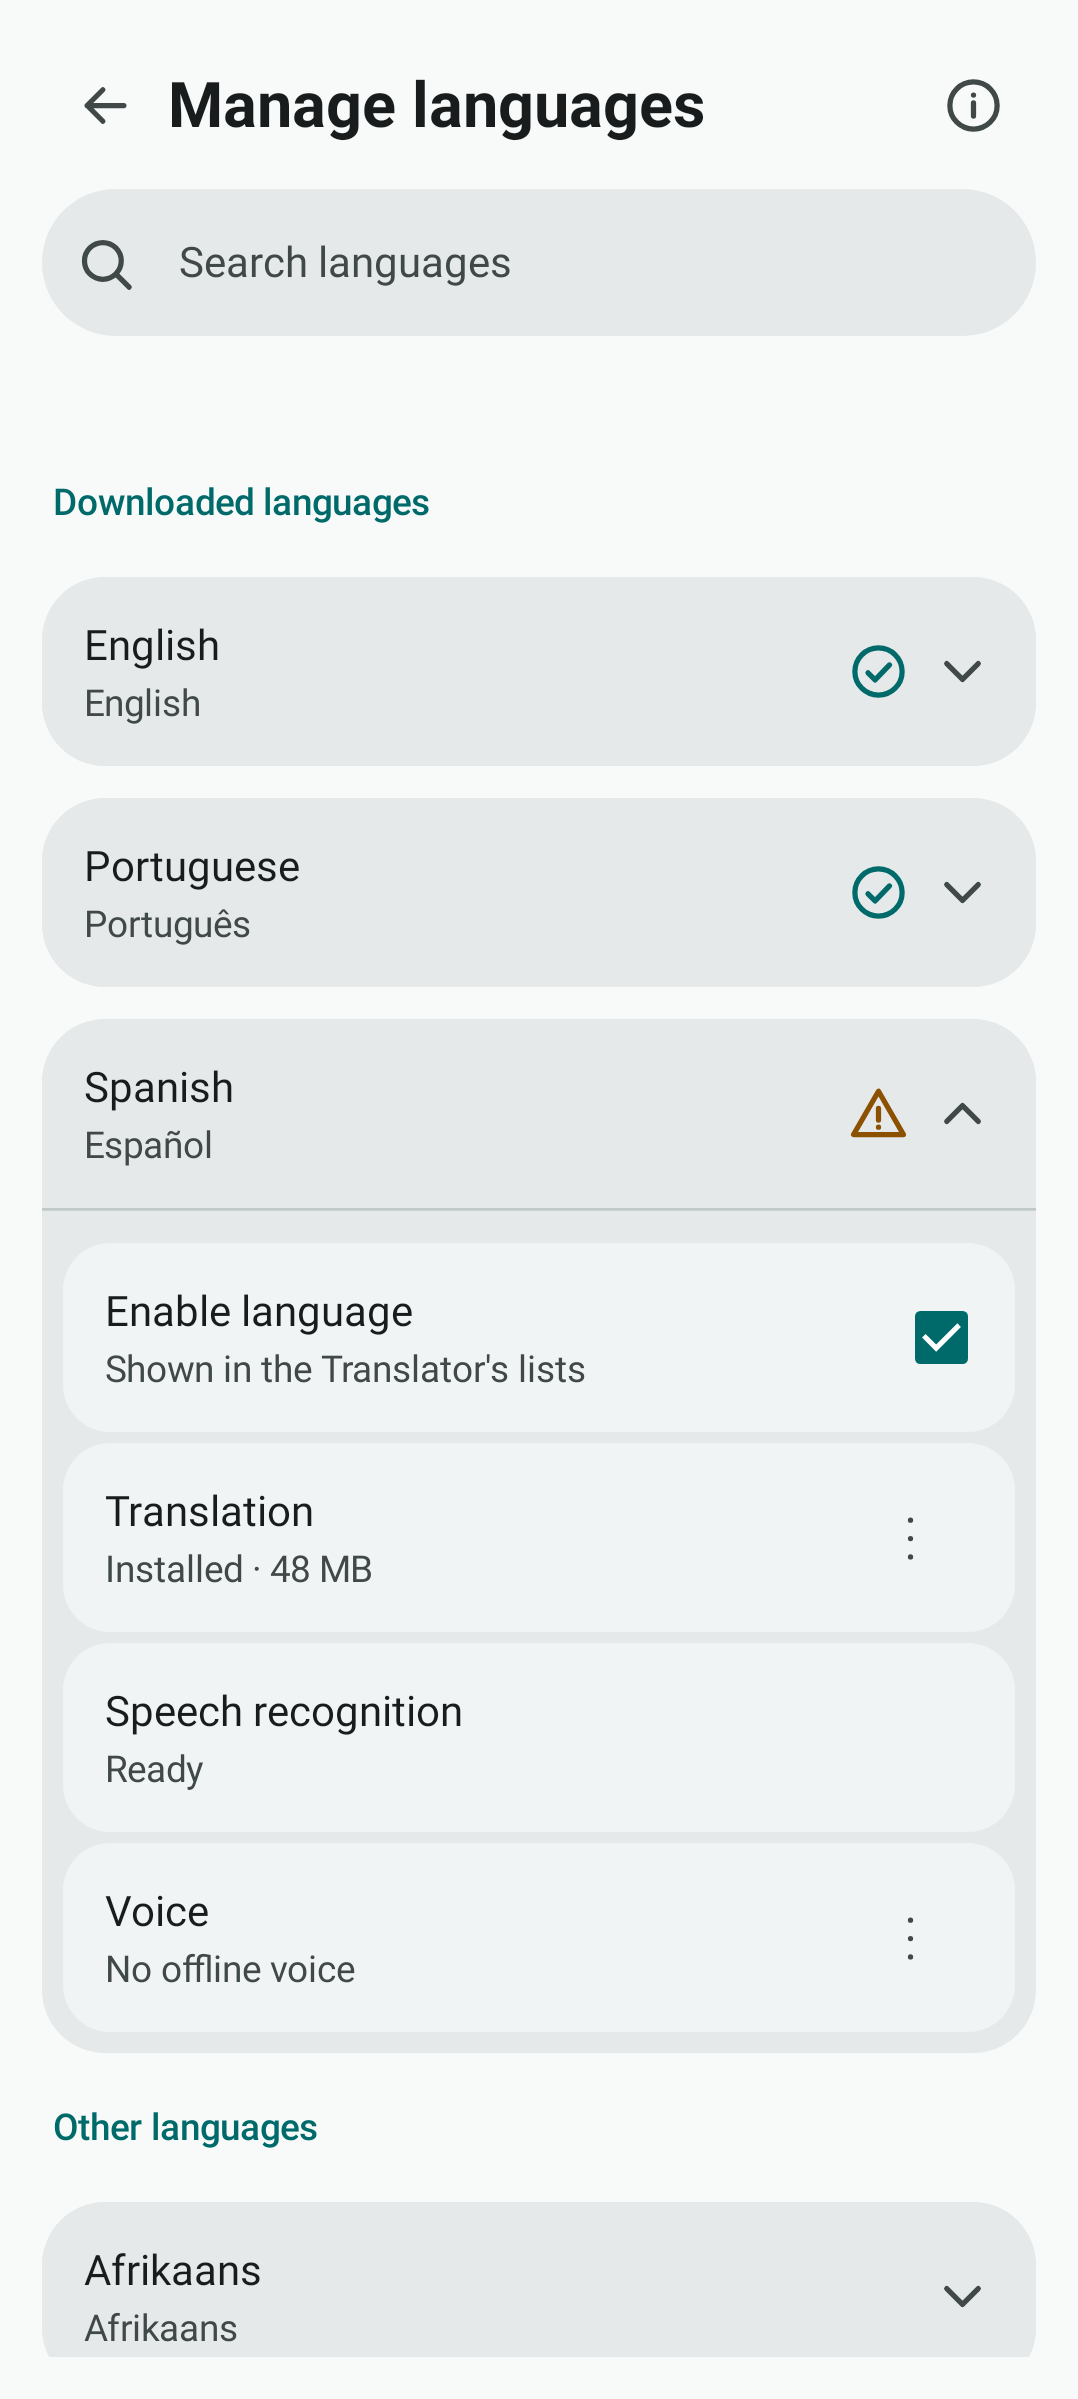 Manage languages
Search languages
Downloaded languages
English
English
Portuguese
Português
Spanish
Español
Enable language
Shown in the Translator's lists
Translation
Installed · 48 MB
Speech recognition
Ready
Voice
No offline voice
Other languages
Afrikaans
Afrikaans